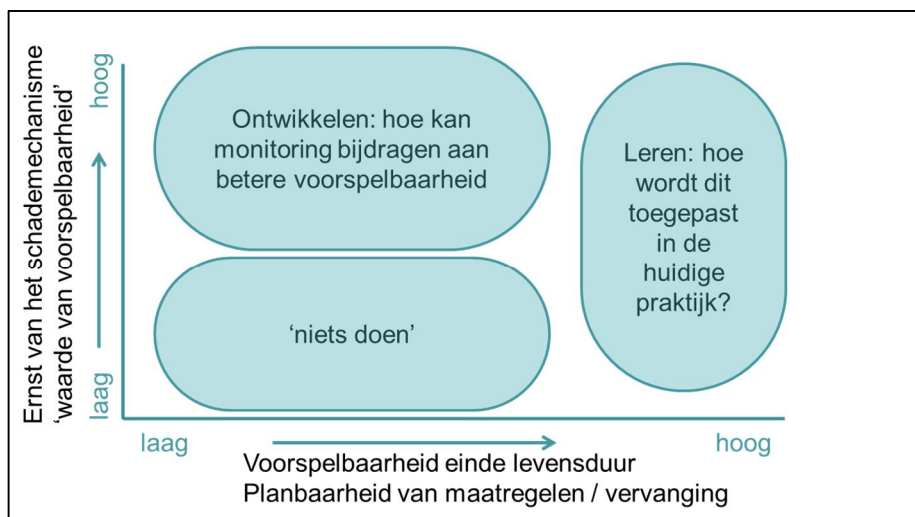 Ernst van het schademechanisme
'waarde van voorspelbaarheid'
hoog
laag
Ontwikkelen: hoe kan
monitoring bijdragen aan
betere voorspelbaarheid
'niets doen'
Leren: hoe
wordt dit
toegepast
in de
huidige
praktijk?
laag
hoog
Voorspelbaarheid einde levensduur
Planbaarheid van maatregelen / vervanging